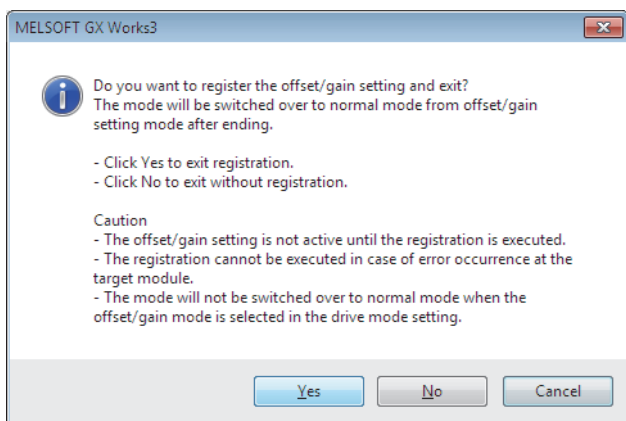 MELSOFT GX Works3
Do you want to register the offset/gain setting and exit?
The mode will be switched over to normal mode from offset/gain
setting mode after ending.
- Click Yes to exit registration.
- Click No to exit without registration.
Caution
- The offset/gain setting is not active until the registration is executed.
- The registration cannot be executed in case of error occurrence at the
target module.
- The mode will not be switched over to normal mode when the
offset/gain mode is selected in the drive mode setting.
Yes
No
Cancel